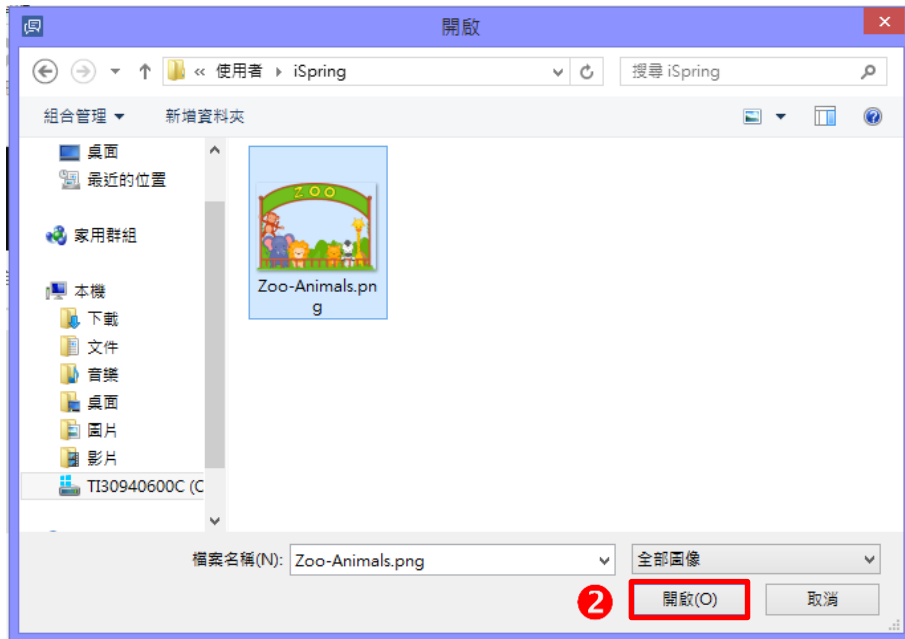 開啟
« 使用者 ▸ iSpring
搜尋 iSpring
組合管理 ▼ 新增資料夾
桌面
最近的位置
家用群組
本機
下載
文件
音樂
桌面
圖片
影片
TI30940600C (C
ZOO
Zoo-Animals.pn
g
檔案名稱(N): Zoo-Animals.png
全部圖像
2 開啟(O) 取消